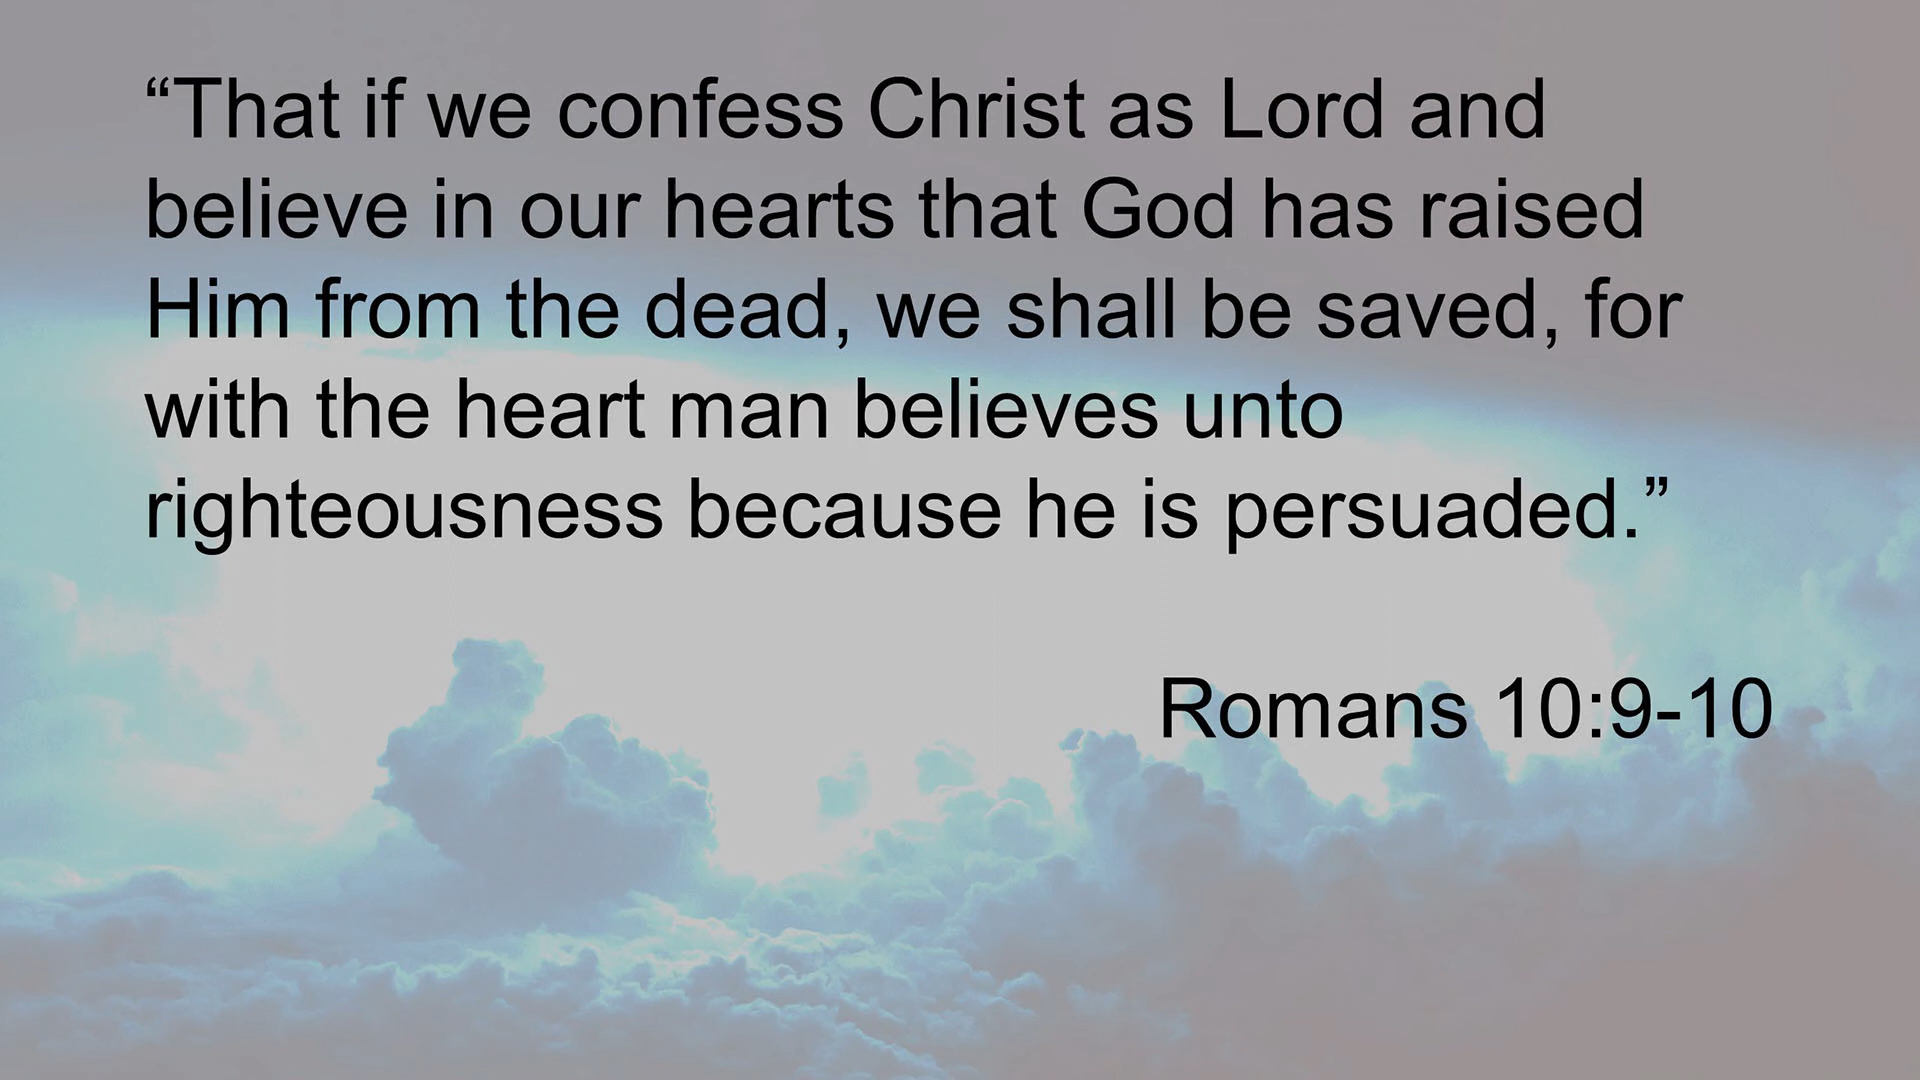 “That if we confess Christ as Lord and
believe in our hearts that God has raised
Him from the dead, we shall be saved, for
with the heart man believes unto
righteousness because he is persuaded.”
Romans 10:9-10